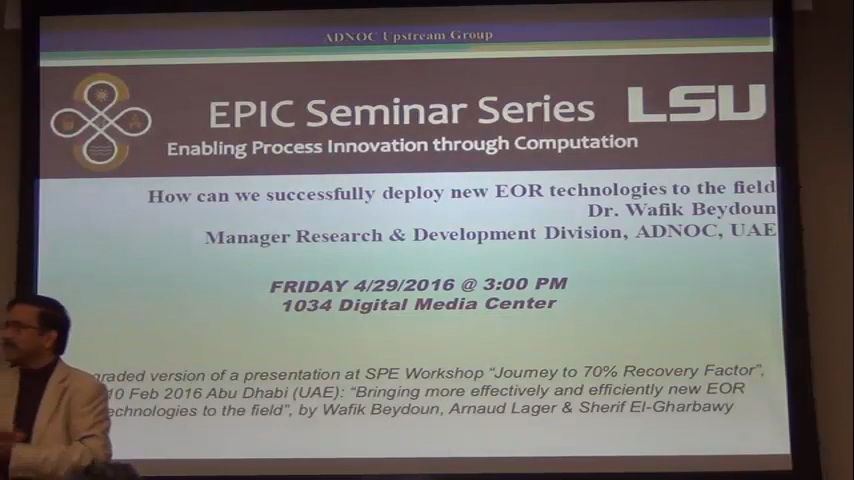 ADNOC Upstream Group
EPIC Seminar Series LSU
Enabling Process Innovation through Computation
How can we successfully deploy new EOR technologies to the field
Dr. Wafik Beydoun
Manager Research & Development Division, ADNOC, UAE
FRIDAY 4/29/2016 @ 3:00 PM
1034 Digital Media Center
graded version of a presentation at SPE Workshop “Journey to 70% Recovery Factor”,
10 Feb 2016 Abu Dhabi (UAE): “Bringing more effectively and efficiently new EOR
echnologies to the field”, by Wafik Beydoun, Arnaud Lager & Sherif El-Gharbawy